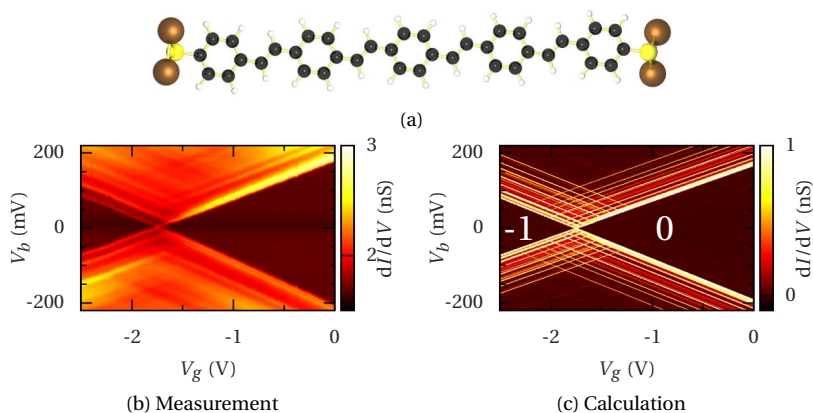 (a)
200
0
-200
V_b (mV)
-2
-1
0
V_g (V)
3
2
dI/dV (nS)
(b) Measurement
200
0
-200
V_b (mV)
-1
0
-2
-1
0
V_g (V)
1
0
dI/dV (nS)
(c) Calculation